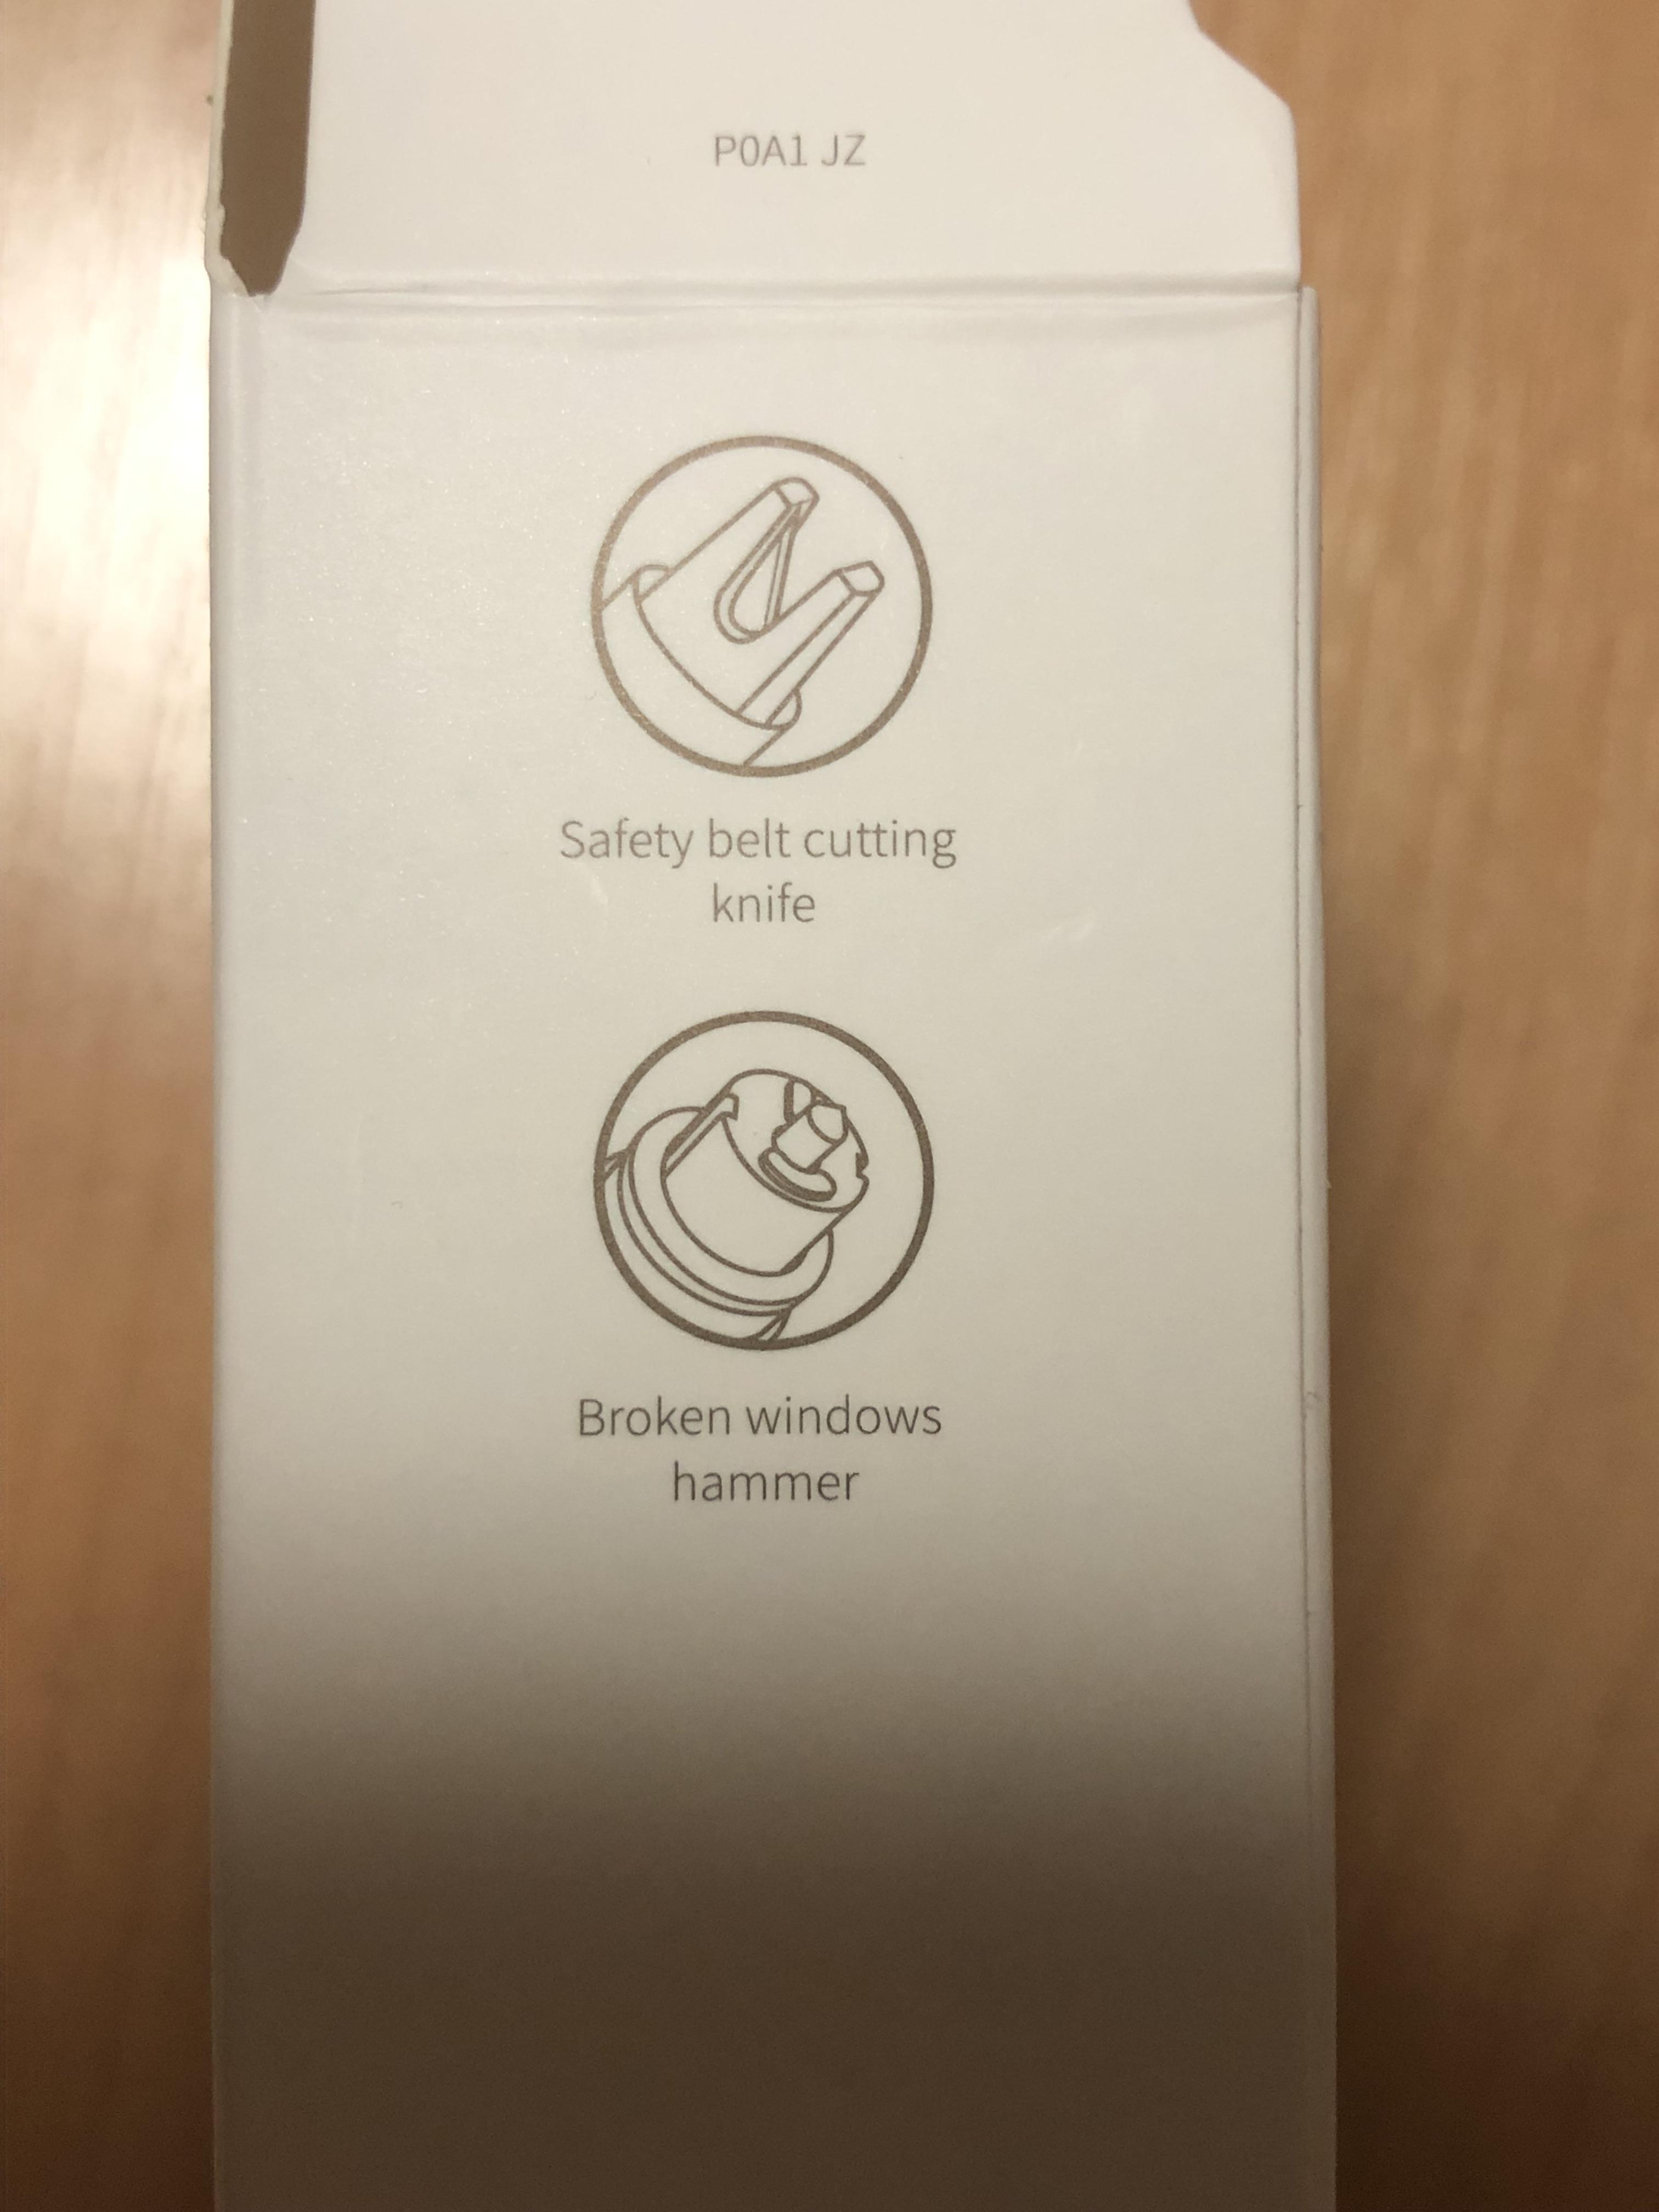 P0A1 JZ
Safety belt cutting
knife
Broken windows
hammer